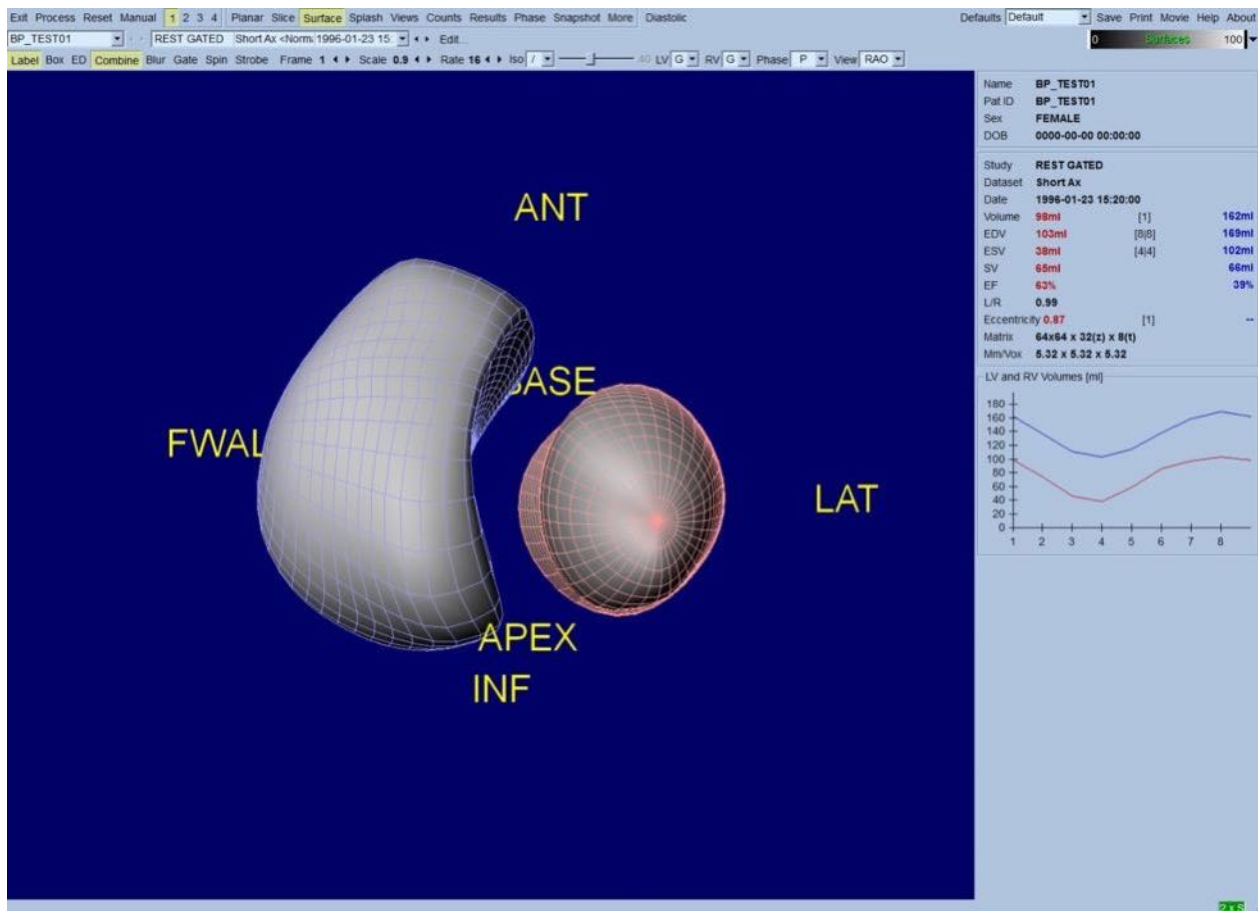 Exit Process Reset Manual 1 2 3 4 Planar Slice Surface Splash Views Counts Results Phase Snapshot More Diastolic Defaults Default Save Print Movie Help About
BP_TEST01 REST GATED Short Ax <Norm 1996-01-23 15: Edit... 0 Surfaces 100
Label Box ED Combine Blur Gate Spin Strobe Frame 1 Scale 0.9 Rate 16 Iso / 40 LV G RV G Phase P View RAO
Name BP_TEST01
Pat ID BP_TEST01
Sex FEMALE
DOB 0000-00-00 00:00:00
Study REST GATED
Dataset Short Ax
Date 1996-01-23 15:20:00
Volume 98ml [1] 162ml
EDV 103ml [8|8] 169ml
ESV 38ml [4|4] 102ml
SV 65ml 66ml
EF 63% 39%
L/R 0.99
Eccentricity 0.87 [1] --
Matrix 64x64 x 32(z) x 8(t)
Mm/Vox 5.32 x 5.32 x 5.32
LV and RV Volumes [ml]
180
160
140
120
100
80
60
40
20
0
1 2 3 4 5 6 7 8
ANT
BASE
FWAL
LAT
APEX
INF
2 x S